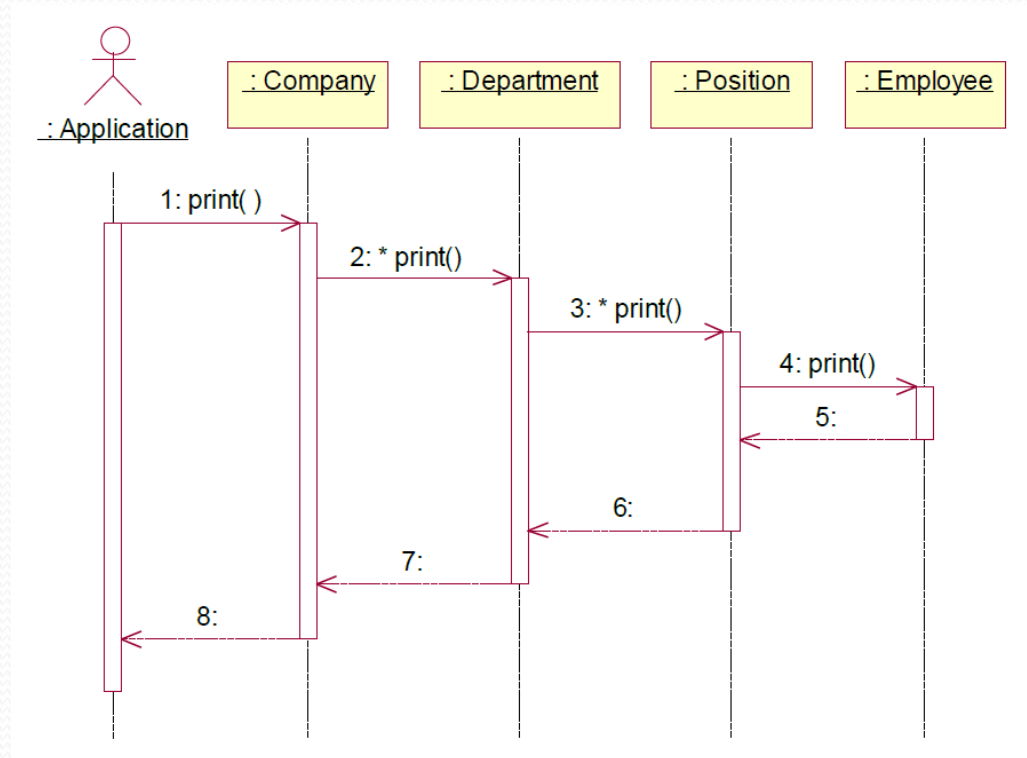 : Company
: Department
: Position
: Employee
: Application
1: print( )
2: * print()
3: * print()
4: print()
5:
6:
7:
8: